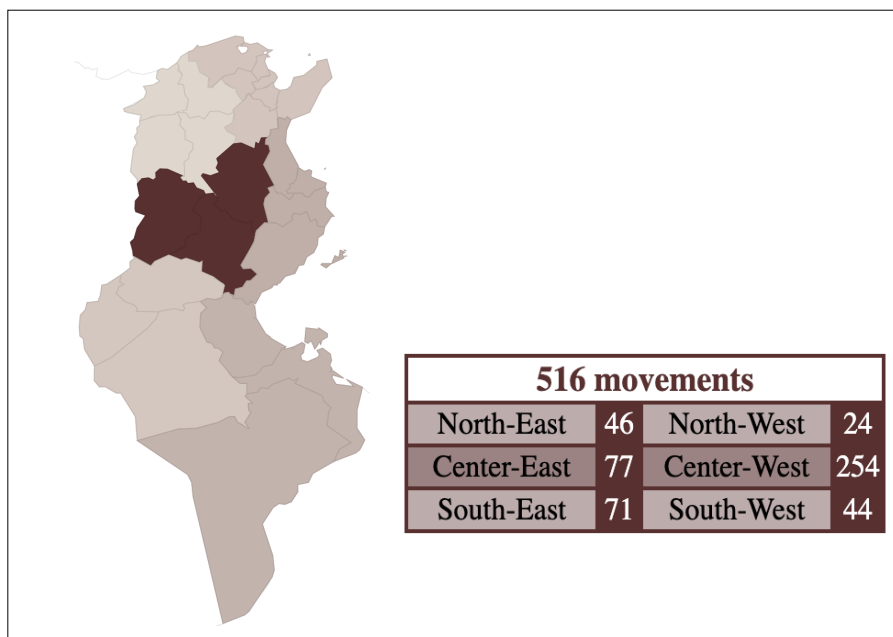 516 movements
North-East 46 North-West 24
Center-East 77 Center-West 254
South-East 71 South-West 44